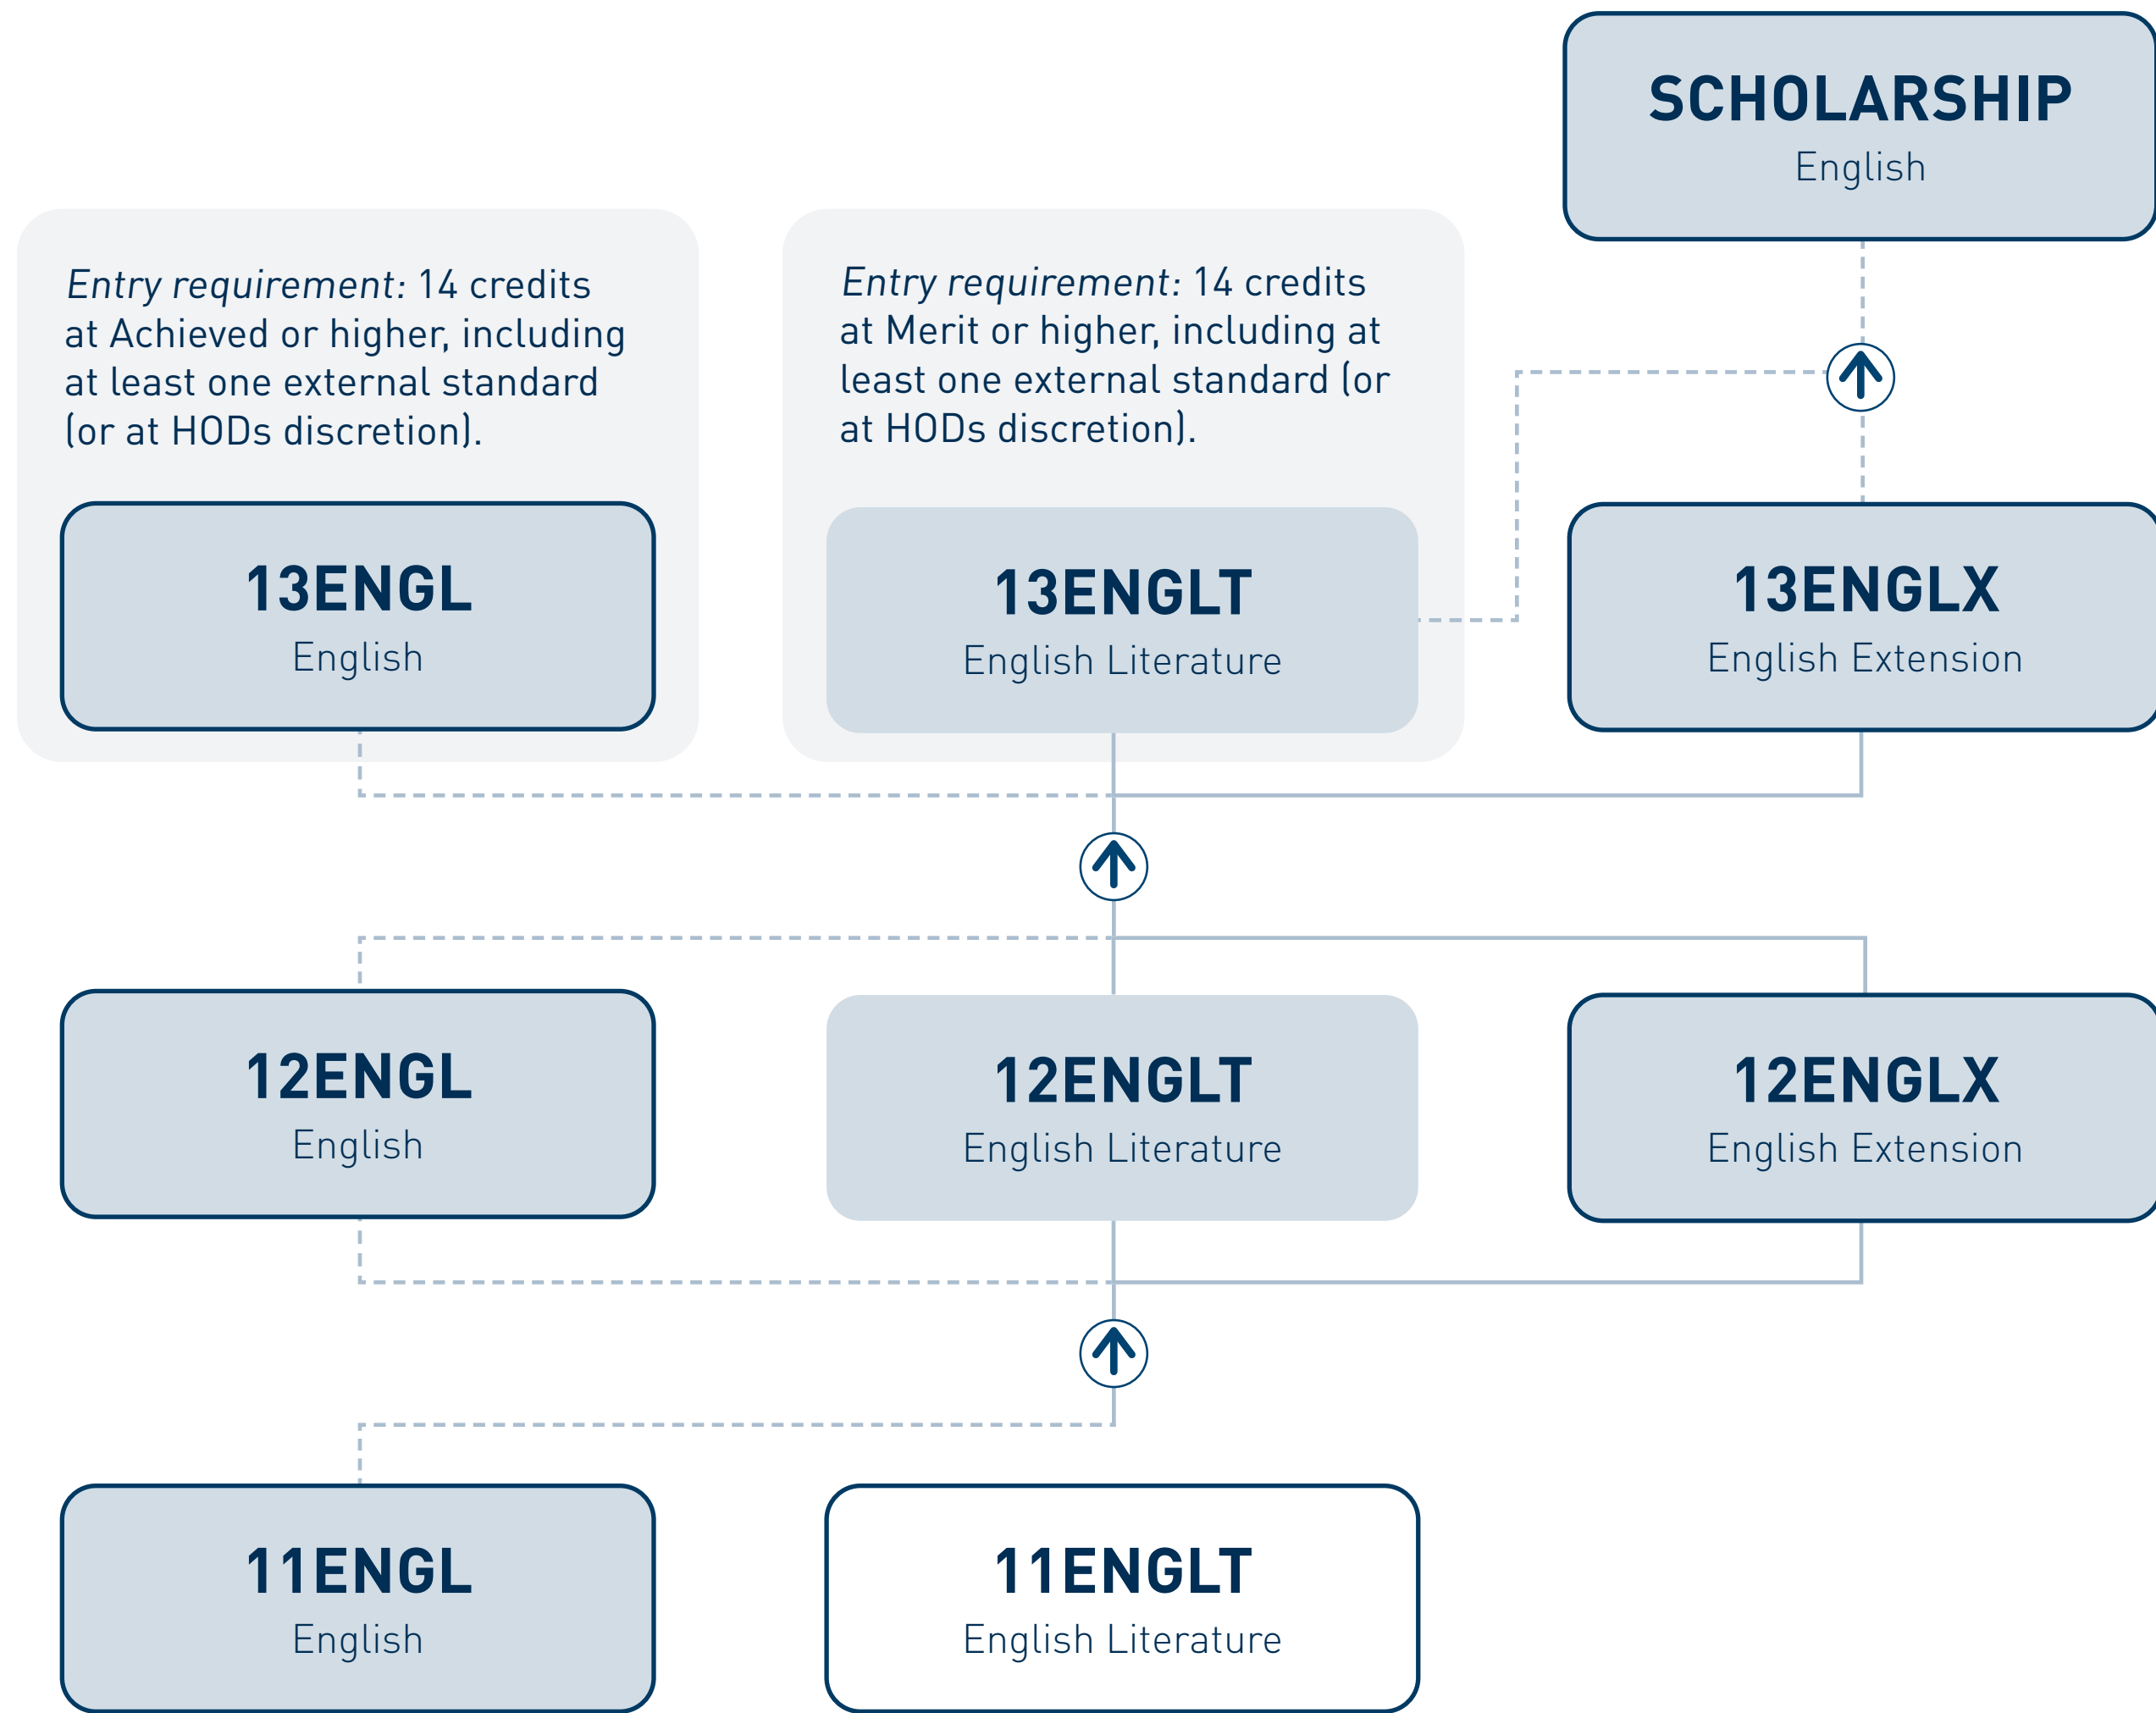 SCHOLARSHIP
English
Entry requirement: 14 credits
at Achieved or higher, including
at least one external standard
(or at HODs discretion).
Entry requirement: 14 credits
at Merit or higher, including at
least one external standard (or
at HODs discretion).
13ENGL
English
13ENGLT
English Literature
13ENGLX
English Extension
12ENGL
English
12ENGLT
English Literature
12ENGLX
English Extension
11ENGL
English
11ENGLT
English Literature